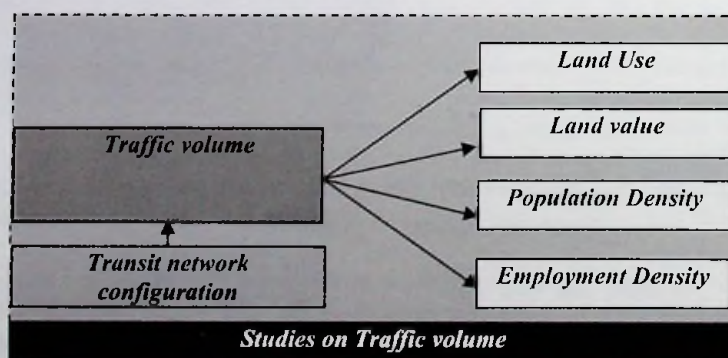 Land Use
Traffic volume
Land value
Population Density
Transit network
configuration
Employment Density
Studies on Traffic volume